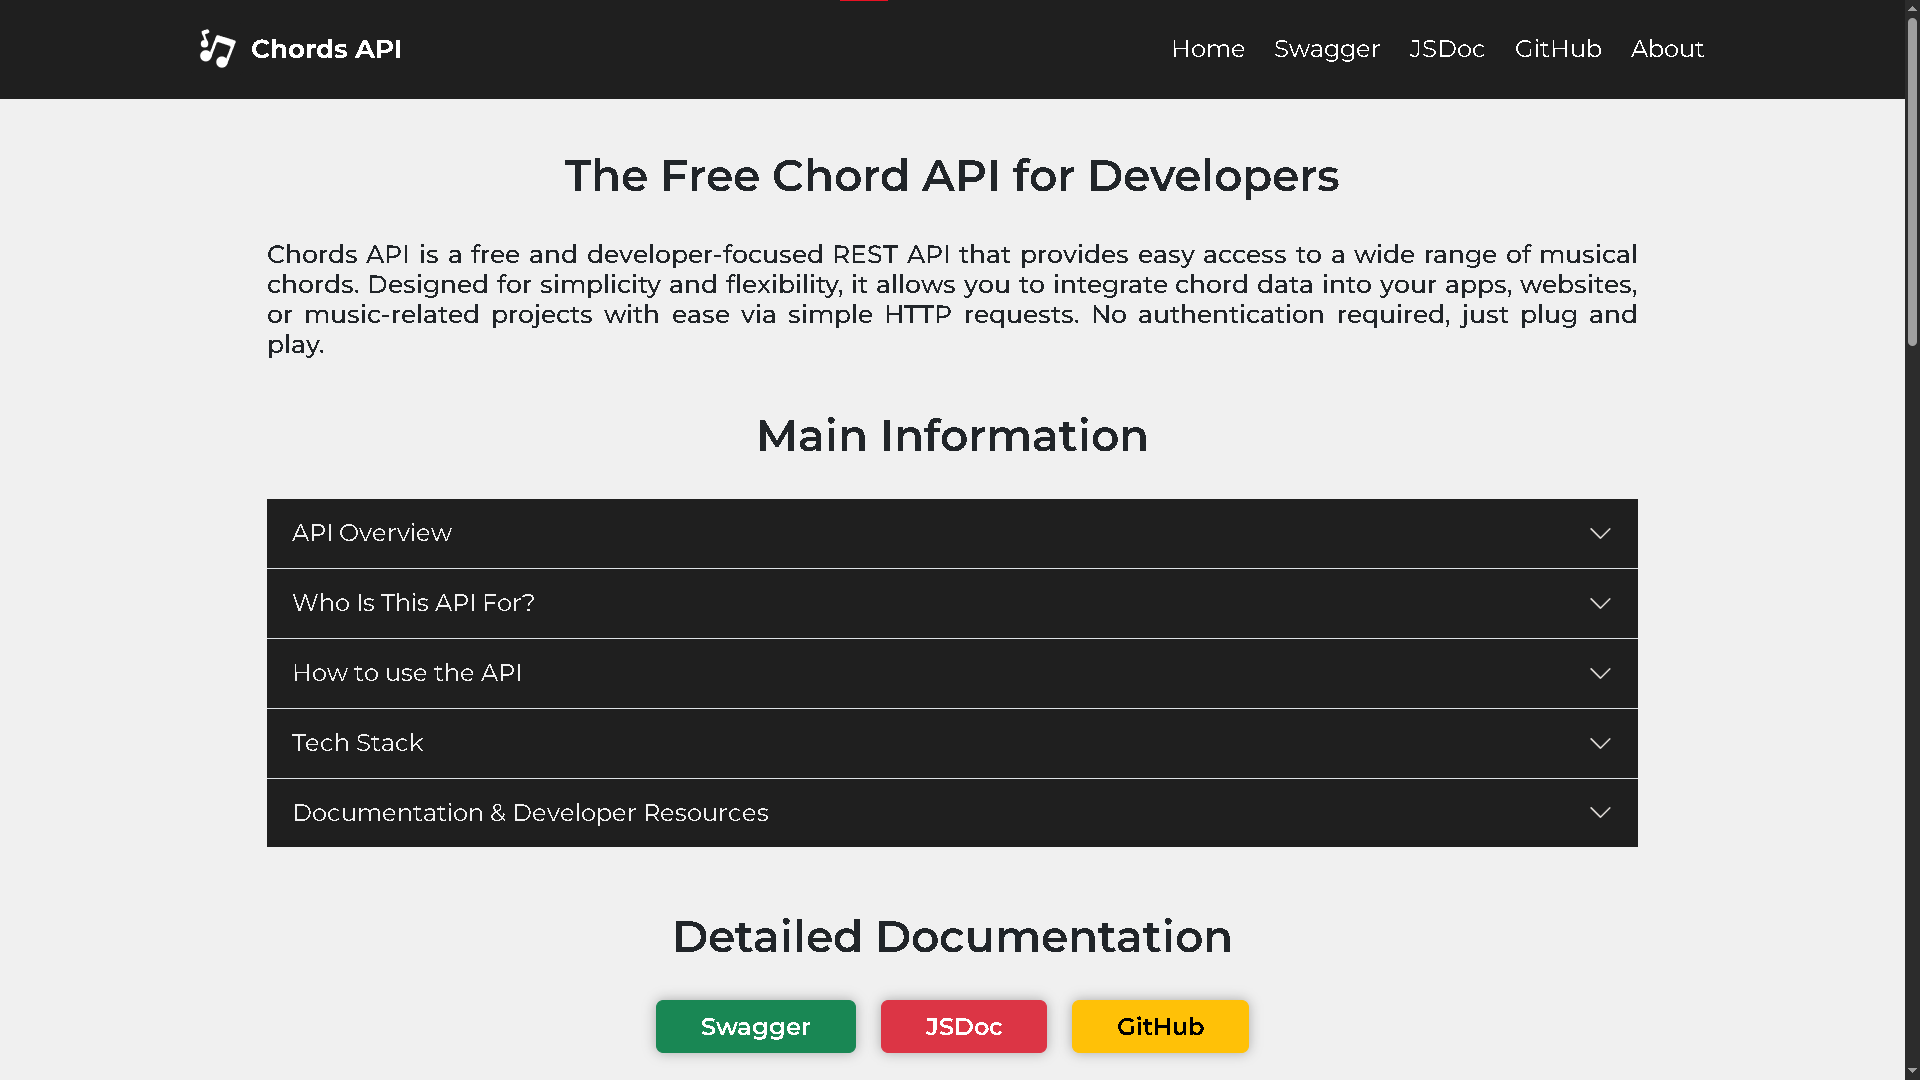 Chords API
Home Swagger JSDoc GitHub About
The Free Chord API for Developers
Chords API is a free and developer-focused REST API that provides easy access to a wide range of musical
chords. Designed for simplicity and flexibility, it allows you to integrate chord data into your apps, websites,
or music-related projects with ease via simple HTTP requests. No authentication required, just plug and
play.
Main Information
API Overview
Who Is This API For?
How to use the API
Tech Stack
Documentation & Developer Resources
Detailed Documentation
Swagger JSDoc GitHub